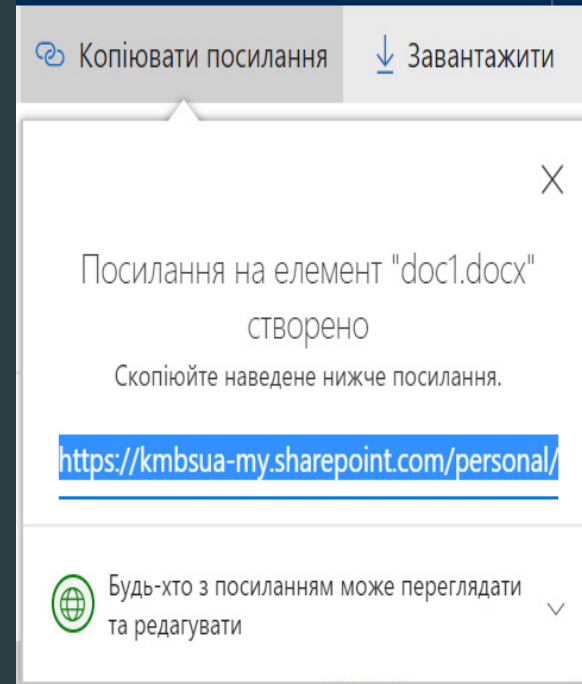 Копіювати посилання Завантажити
Посилання на елемент "doc1.docx"
створено
Скопіюйте наведене нижче посилання.
https://kmbsua-my.sharepoint.com/personal/
Будь-хто з посиланням може переглядати
та редагувати